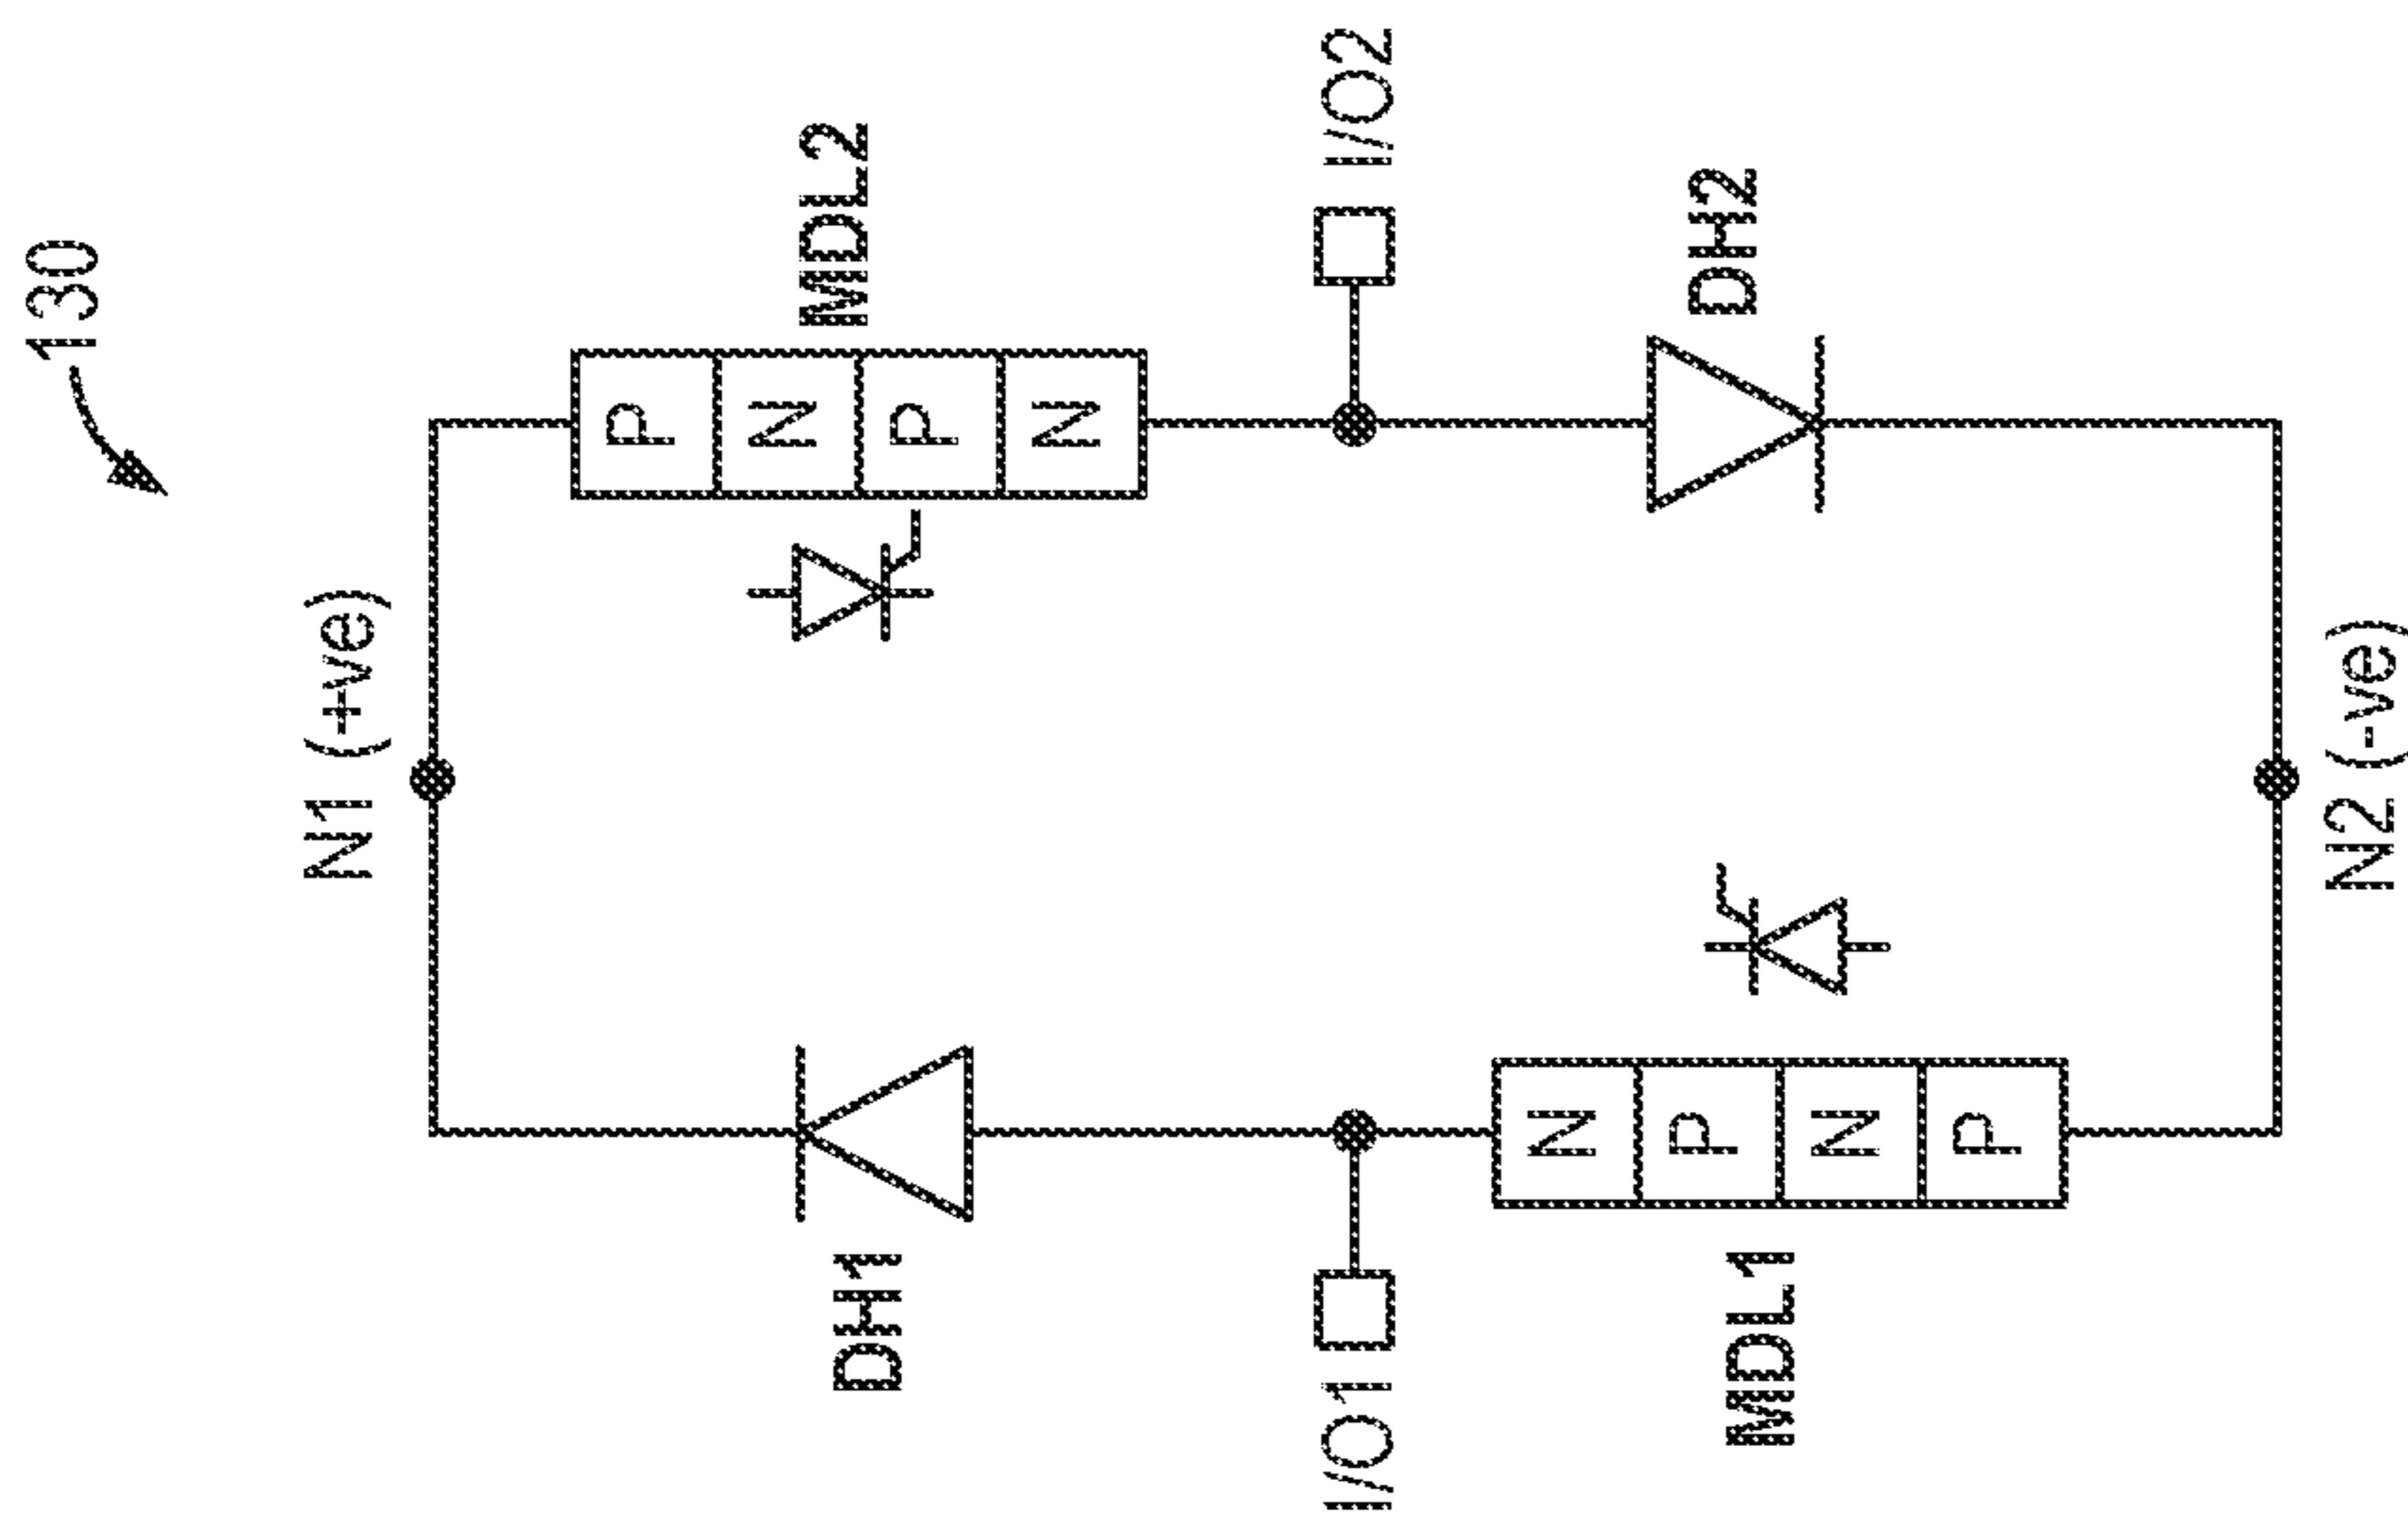 130
N1 (+ve)
DH1
P
N
P
N
MDL2
I/O1
I/O2
MDL1
N
P
N
P
DH2
N2 (-ve)